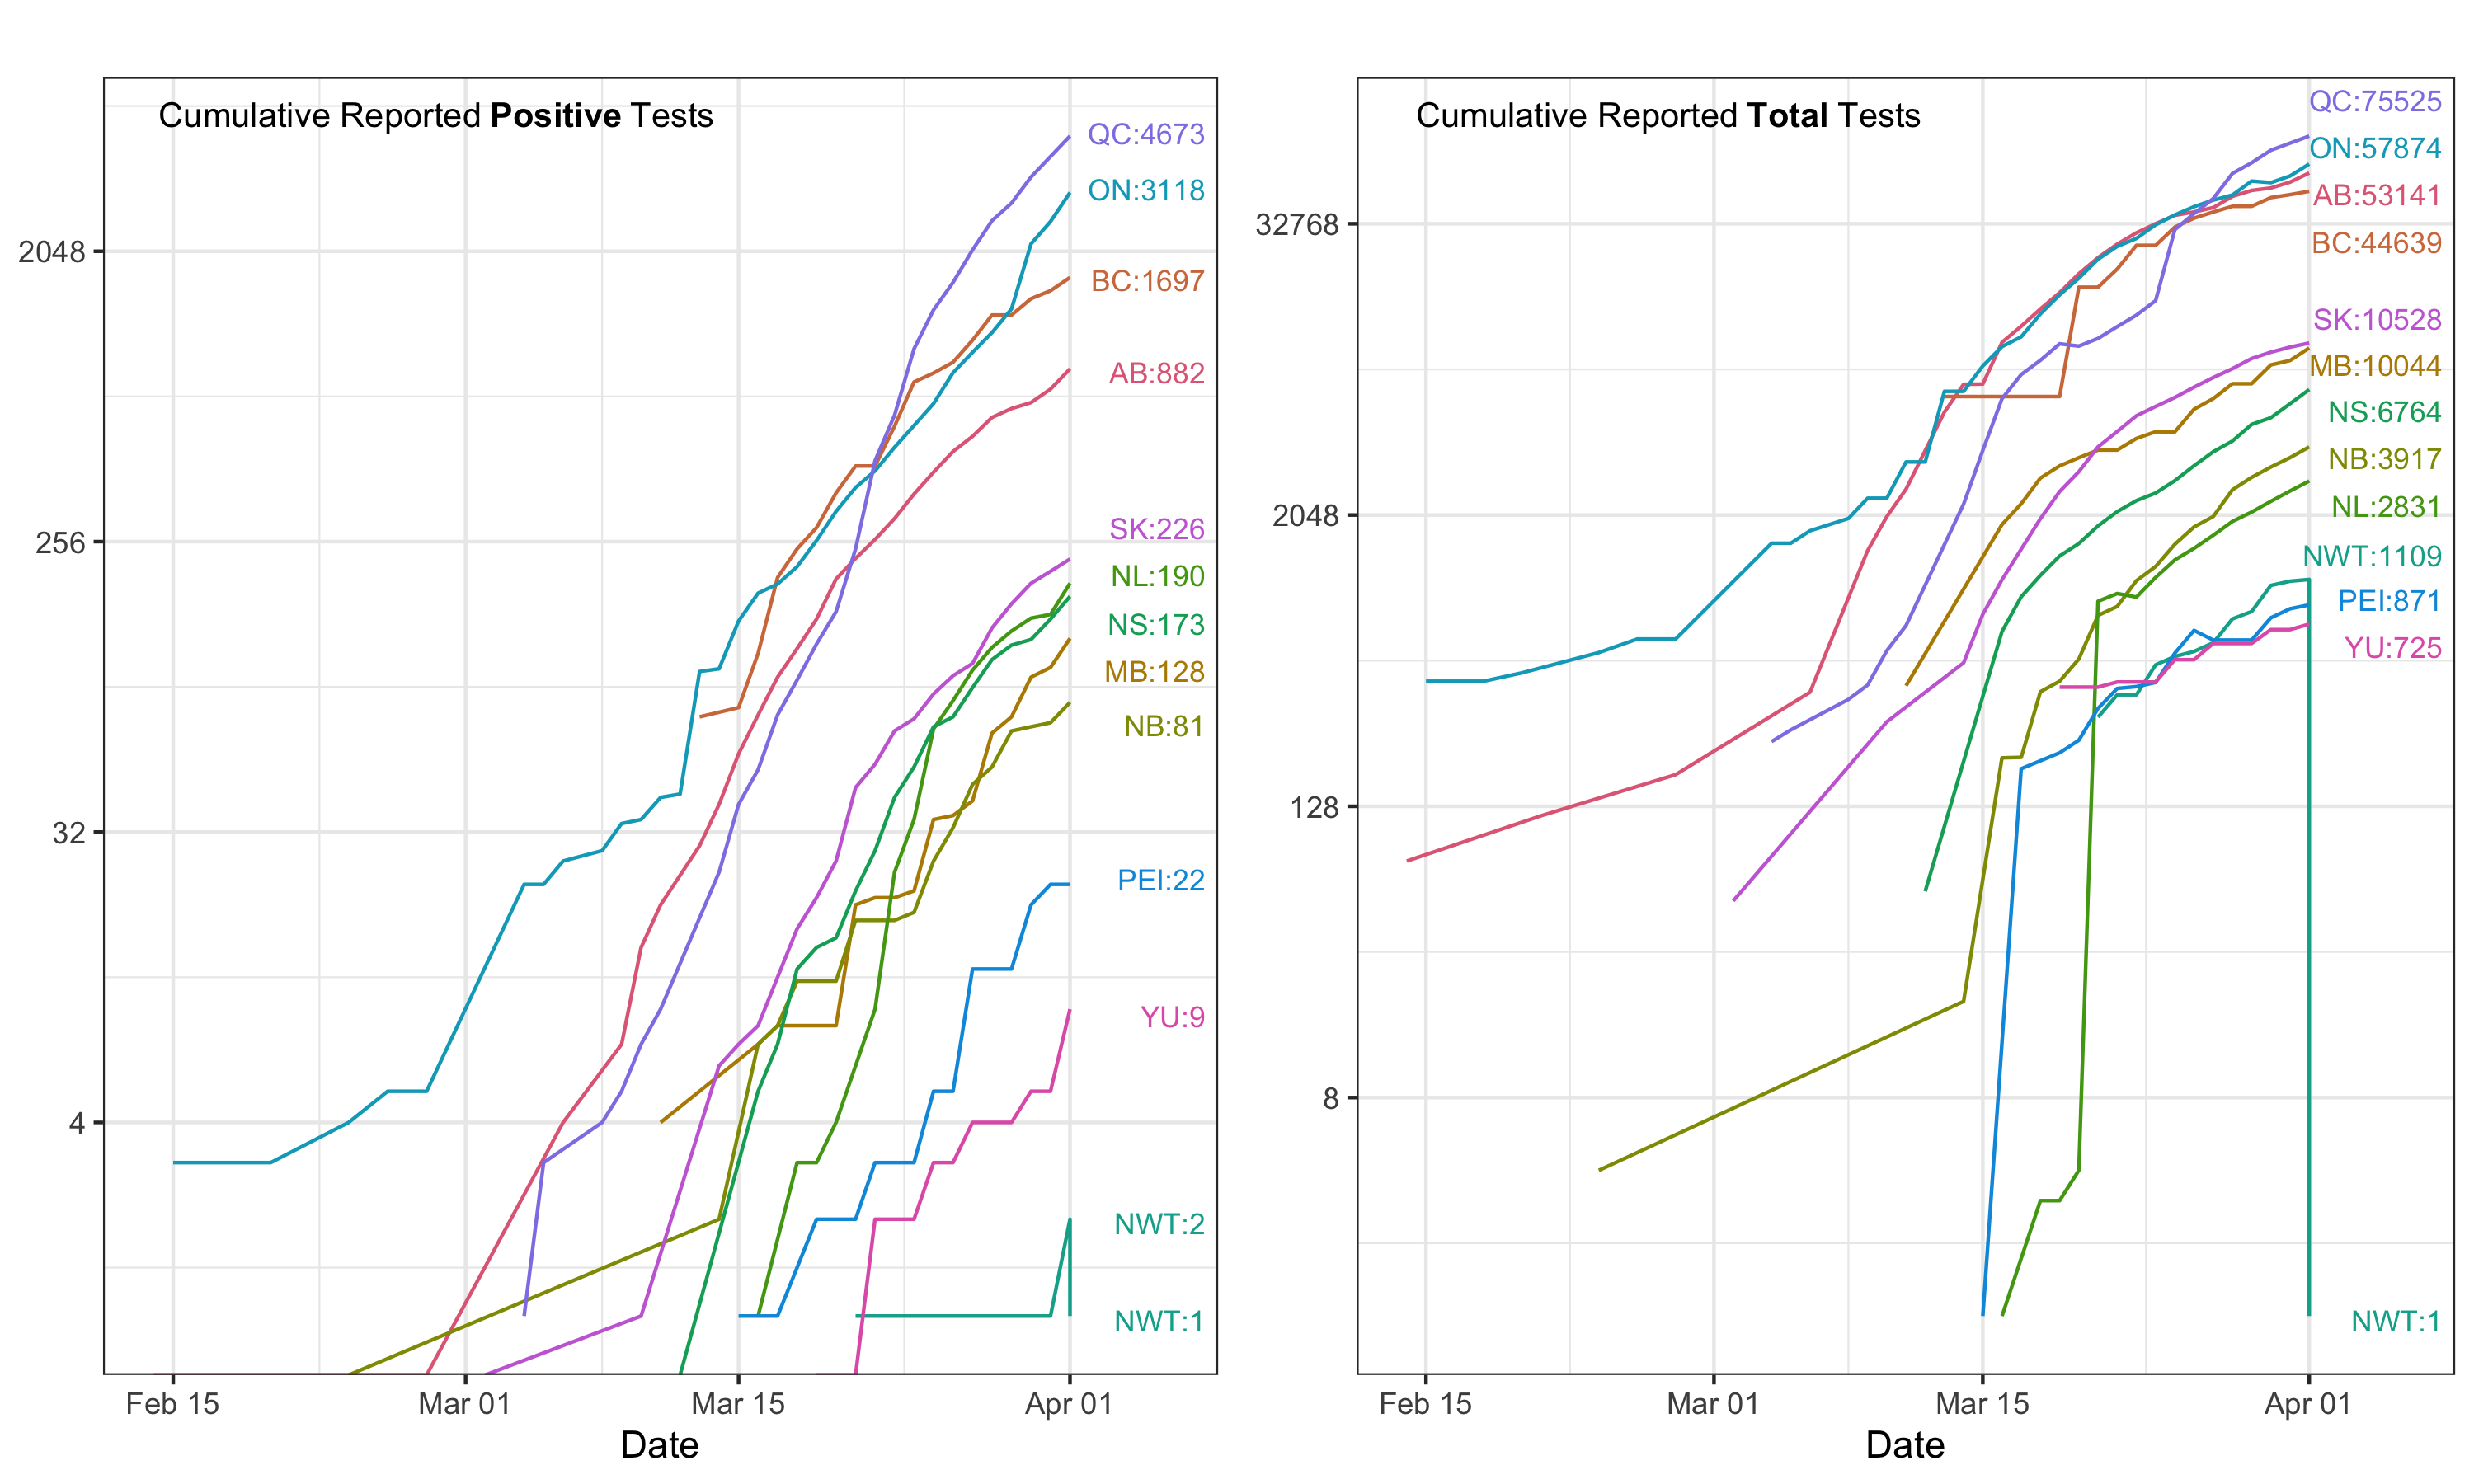 Cumulative Reported Positive Tests
2048
256
32
4
QC:4673
ON:3118
BC:1697
AB:882
SK:226
NL:190
NS:173
MB:128
NB:81
PEI:22
YU:9
NWT:2
NWT:1
Feb 15
Mar 01
Mar 15
Apr 01
Date
Cumulative Reported Total Tests
32768
2048
128
8
QC:75525
ON:57874
AB:53141
BC:44639
SK:10528
MB:10044
NS:6764
NB:3917
NL:2831
NWT:1109
PEI:871
YU:725
NWT:1
Feb 15
Mar 01
Mar 15
Apr 01
Date